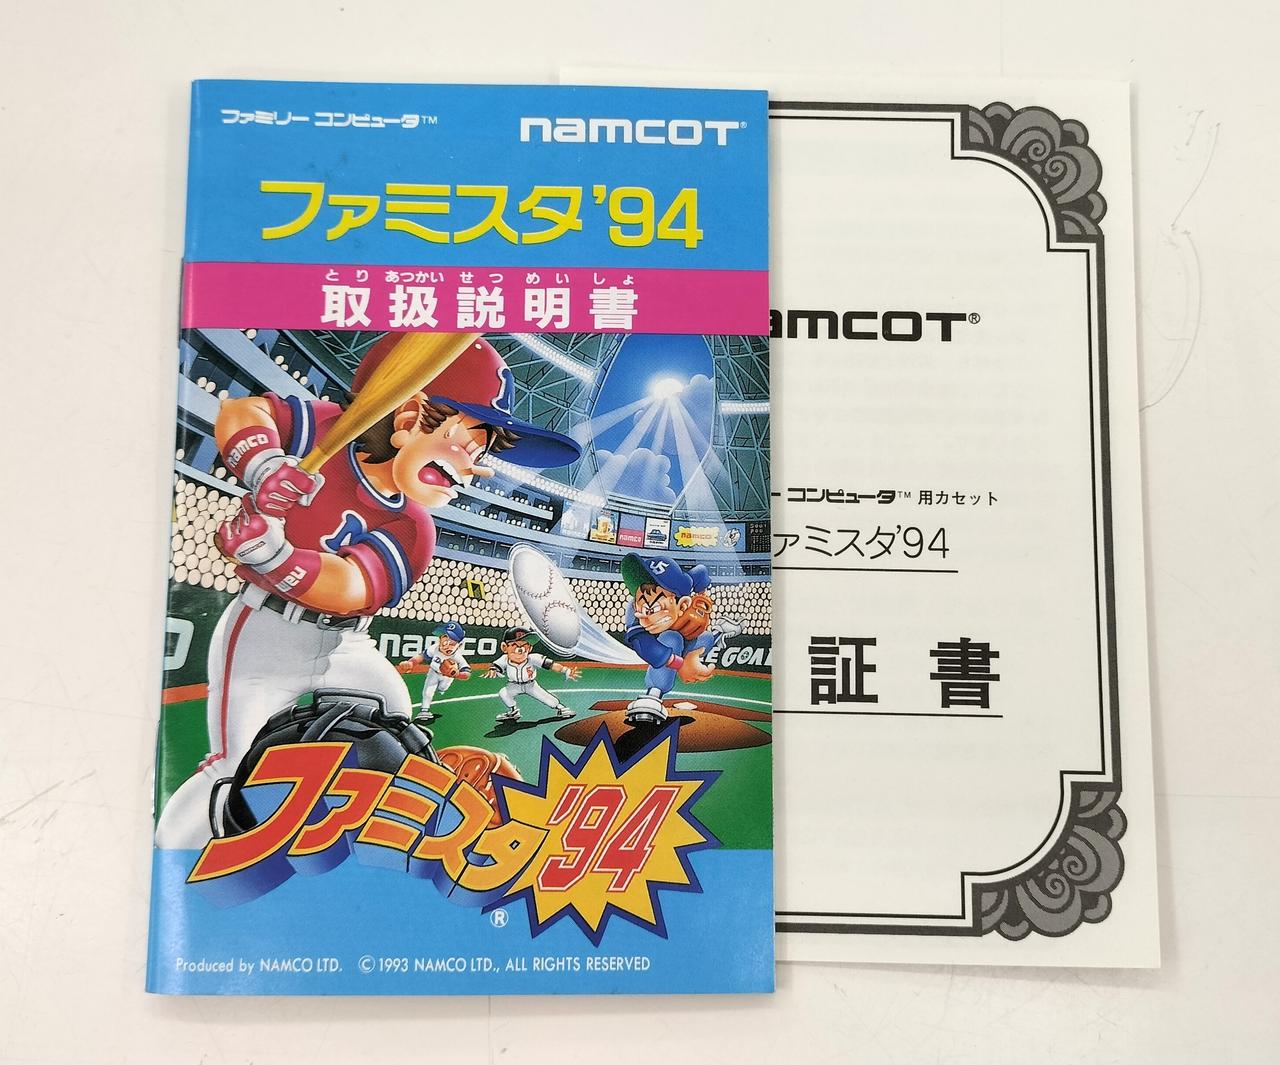 ファミリー コンピュータ™
namcot®
ファミスタ'94
とり あつかい せつ めい しょ
取扱説明書
namco
namco
namco
namco
namco
LE GOAL
ファミスタ'94
®
Produced by NAMCO LTD. © 1993 NAMCO LTD., ALL RIGHTS RESERVED
amcot®
ー コンピュータ™ 用カセット
ァミスタ'94
証書